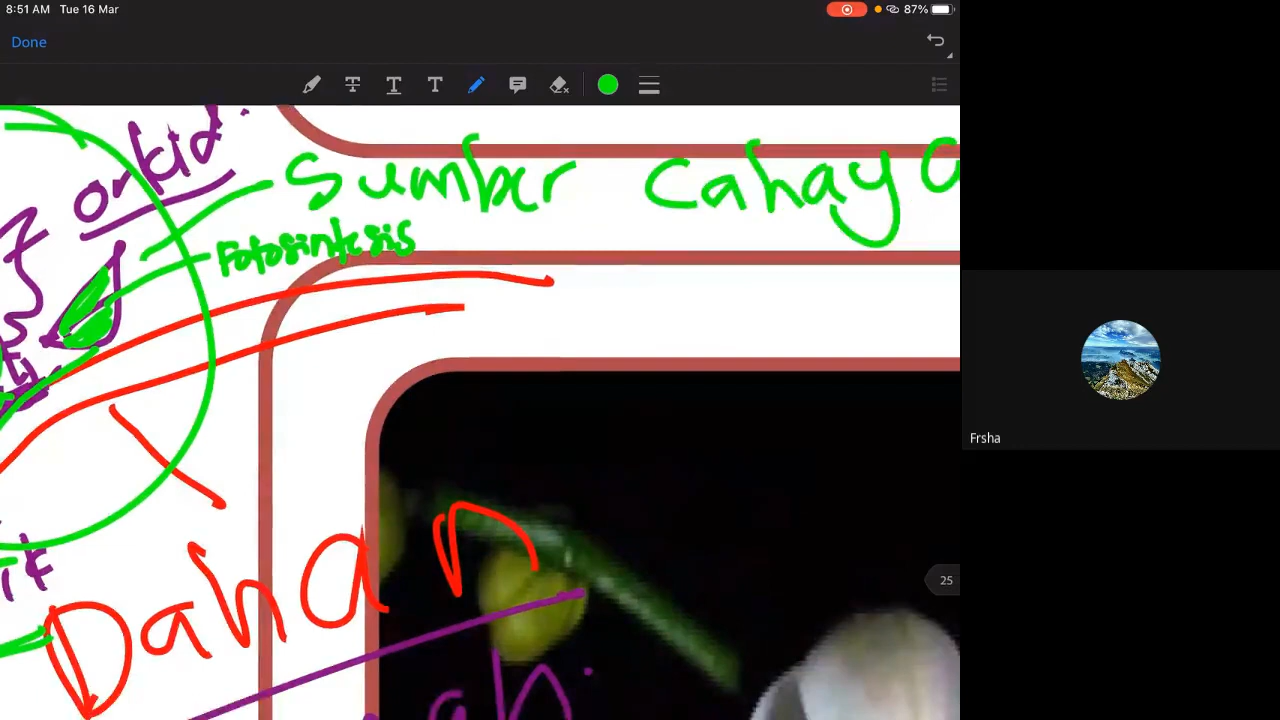 8:51 AM Tue 16 Mar
87%
Done
T T T
orkid.
Sumber Cahaya
Fotosintesis
Dahan
25
Frsha